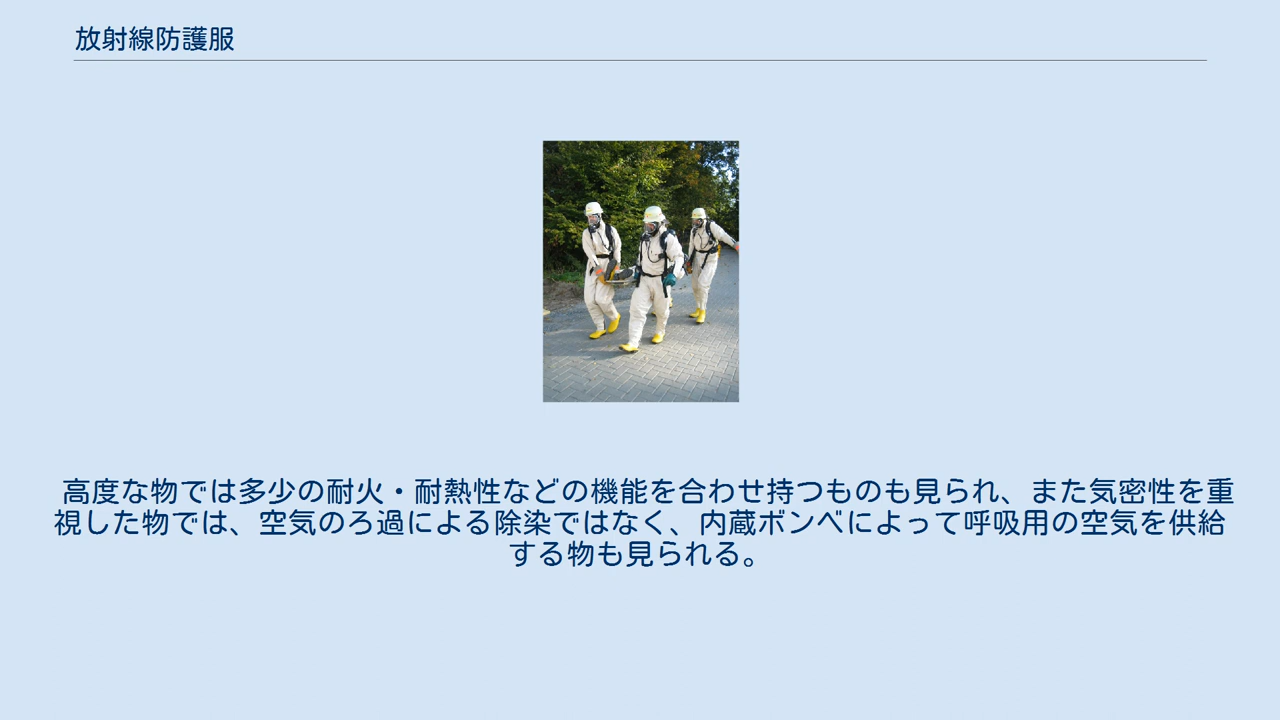 放射線防護服
高度な物では多少の耐火・耐熱性などの機能を合わせ持つものも見られ、また気密性を重
視した物では、空気のろ過による除染ではなく、内蔵ボンベによって呼吸用の空気を供給
する物も見られる。